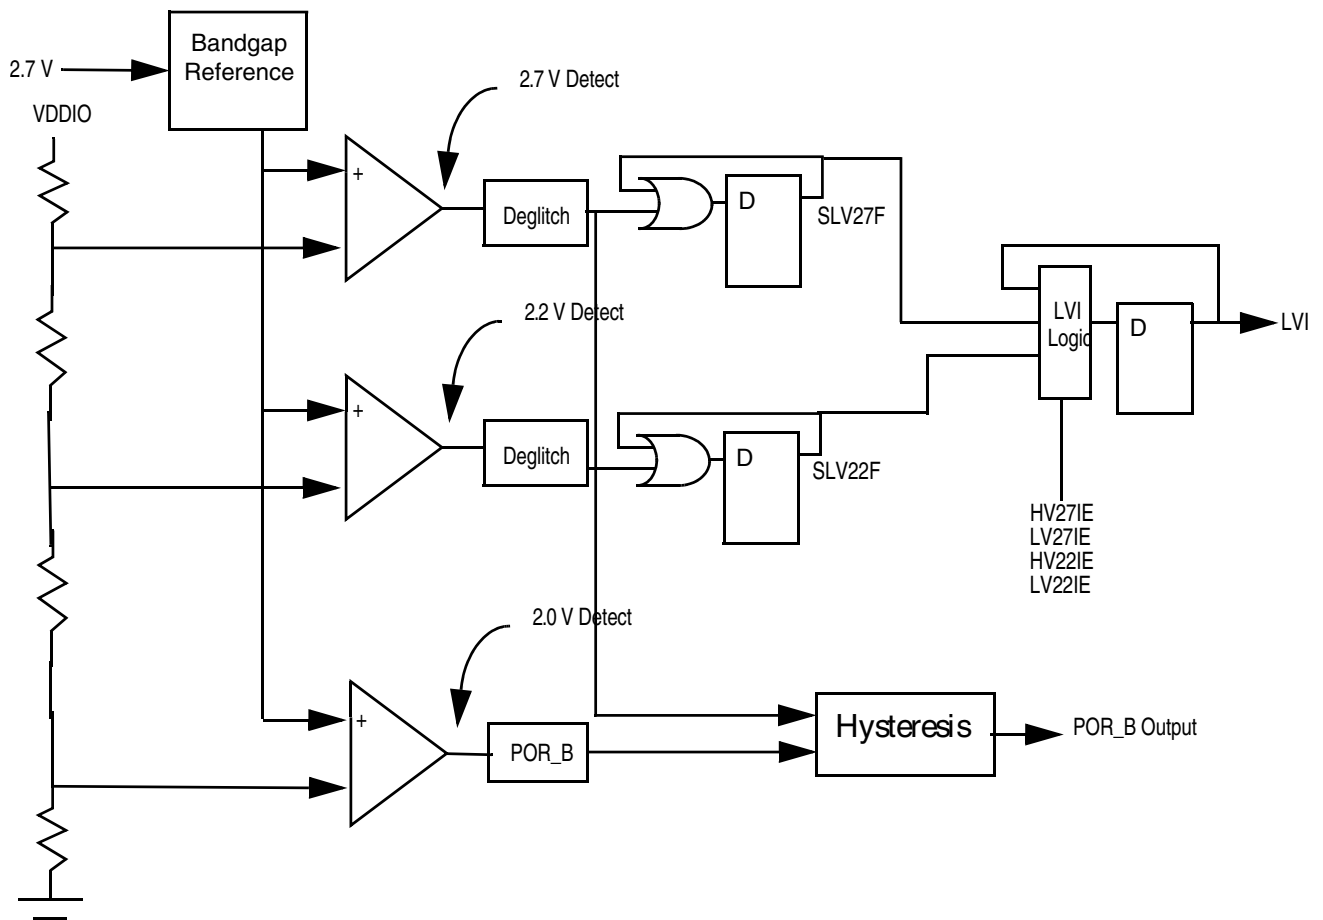 Bandgap
Reference
2.7 V
VDDIO
2.7 V Detect
+
Deglitch
D
SLV27F
2.2 V Detect
LVI
Logic
D
LVI
+
Deglitch
D
SLV22F
HV27IE
LV27IE
HV22IE
LV22IE
2.0 V Detect
+
POR_B
Hysteresis
POR_B Output